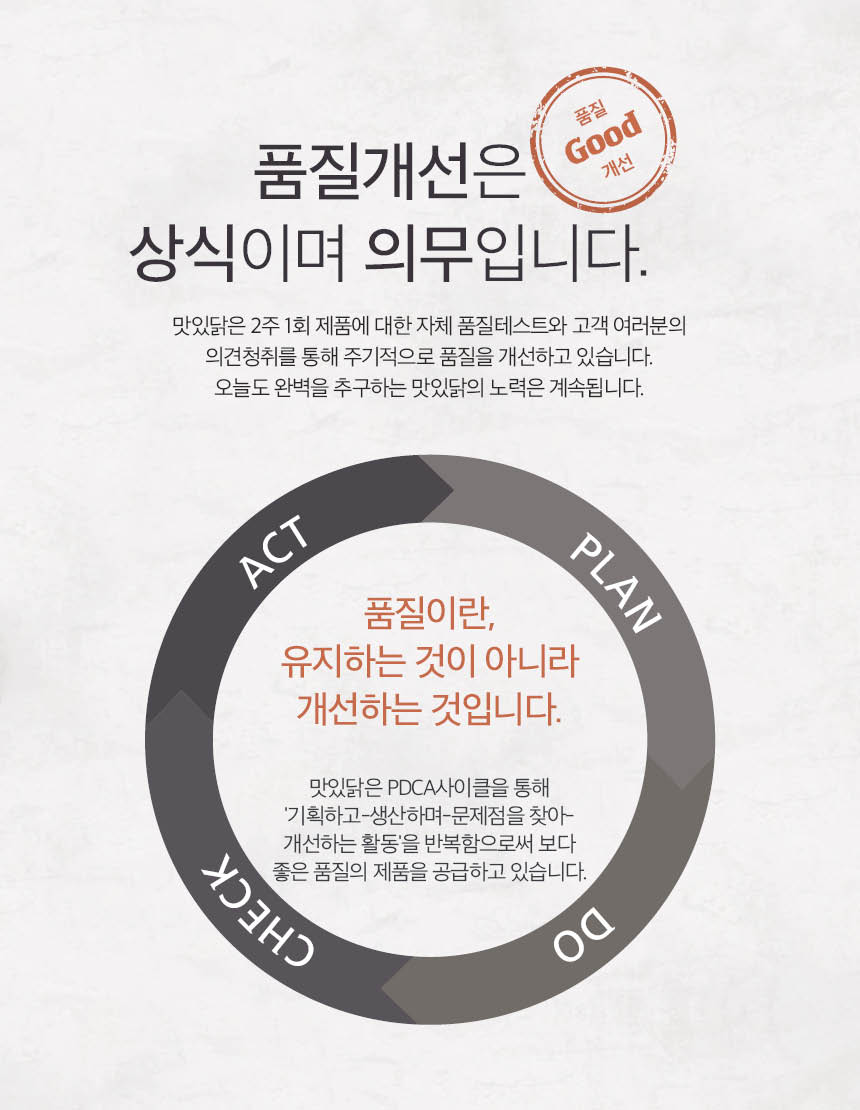 품질
Good
개선
품질개선은
상식이며 의무입니다.
맛있닭은 2주 1회 제품에 대한 자체 품질테스트와 고객 여러분의
의견청취를 통해 주기적으로 품질을 개선하고 있습니다.
오늘도 완벽을 추구하는 맛있닭의 노력은 계속됩니다.
ACT
PLAN
품질이란,
유지하는 것이 아니라
개선하는 것입니다.
맛있닭은 PDCA사이클을 통해
'기획하고-생산하며-문제점을 찾아-
개선하는 활동'을 반복함으로써 보다
좋은 품질의 제품을 공급하고 있습니다.
CHECK
DO